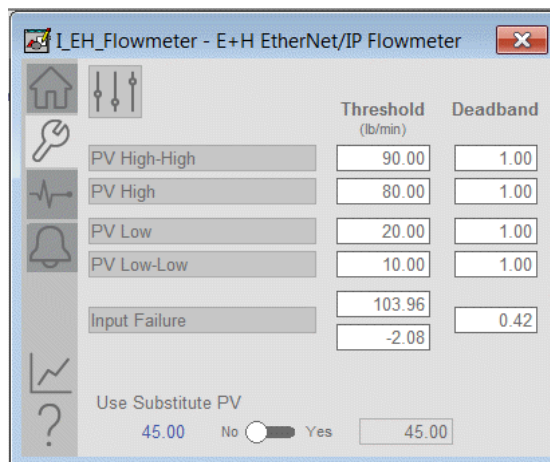 I_EH_Flowmeter - E+H EtherNet/IP Flowmeter
Threshold Deadband
(lb/min)
PV High-High 90.00 1.00
PV High 80.00 1.00
PV Low 20.00 1.00
PV Low-Low 10.00 1.00
103.96
Input Failure 0.42
-2.08
Use Substitute PV
45.00 No Yes 45.00
?